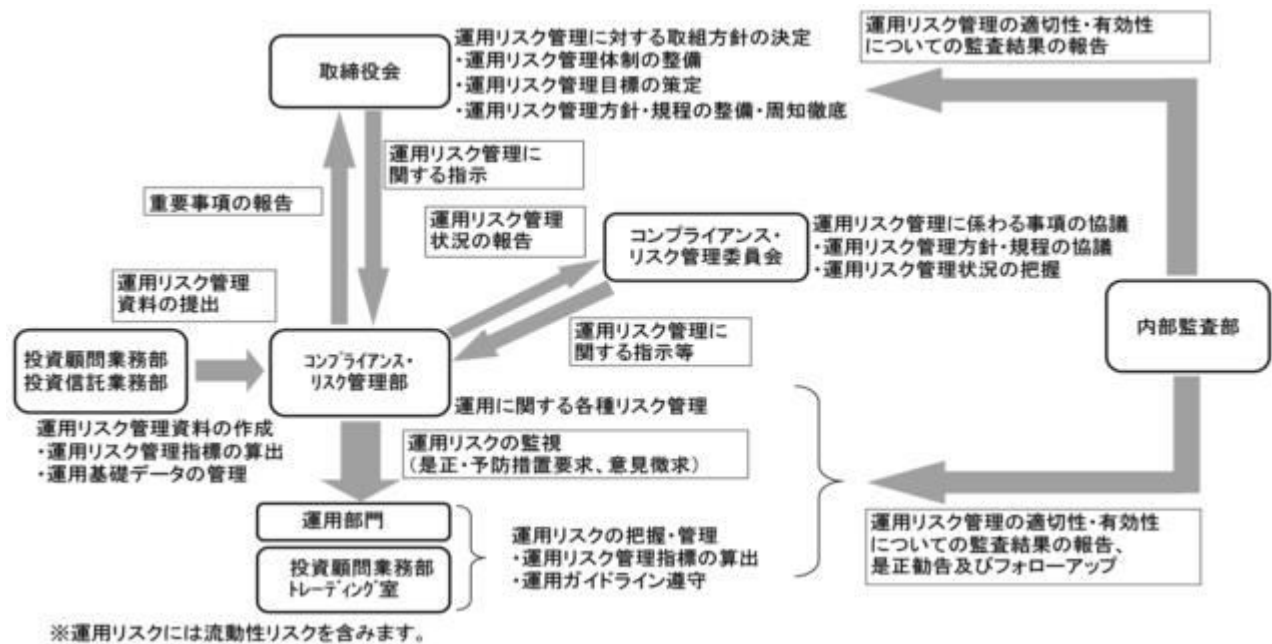 取締役会
運用リスク管理に対する取組方針の決定
・運用リスク管理体制の整備
・運用リスク管理目標の策定
・運用リスク管理方針・規程の整備・周知徹底
運用リスク管理の適切性・有効性
についての監査結果の報告
運用リスク管理に
関する指示
重要事項の報告
運用リスク管理
状況の報告
コンプライアンス・
リスク管理委員会
運用リスク管理に係わる事項の協議
・運用リスク管理方針・規程の協議
・運用リスク管理状況の把握
運用リスク管理
資料の提出
運用リスク管理に
関する指示等
内部監査部
投資顧問業務部
投資信託業務部
コンプライアンス・
リスク管理部
運用に関する各種リスク管理
運用リスク管理資料の作成
・運用リスク管理指標の算出
・運用基礎データの管理
運用リスクの監視
(是正・予防措置要求、意見徴求)
運用部門
投資顧問業務部
トレーディング室
運用リスクの把握・管理
・運用リスク管理指標の算出
・運用ガイドライン遵守
運用リスク管理の適切性・有効性
についての監査結果の報告、
是正勧告及びフォローアップ
※運用リスクには流動性リスクを含みます。